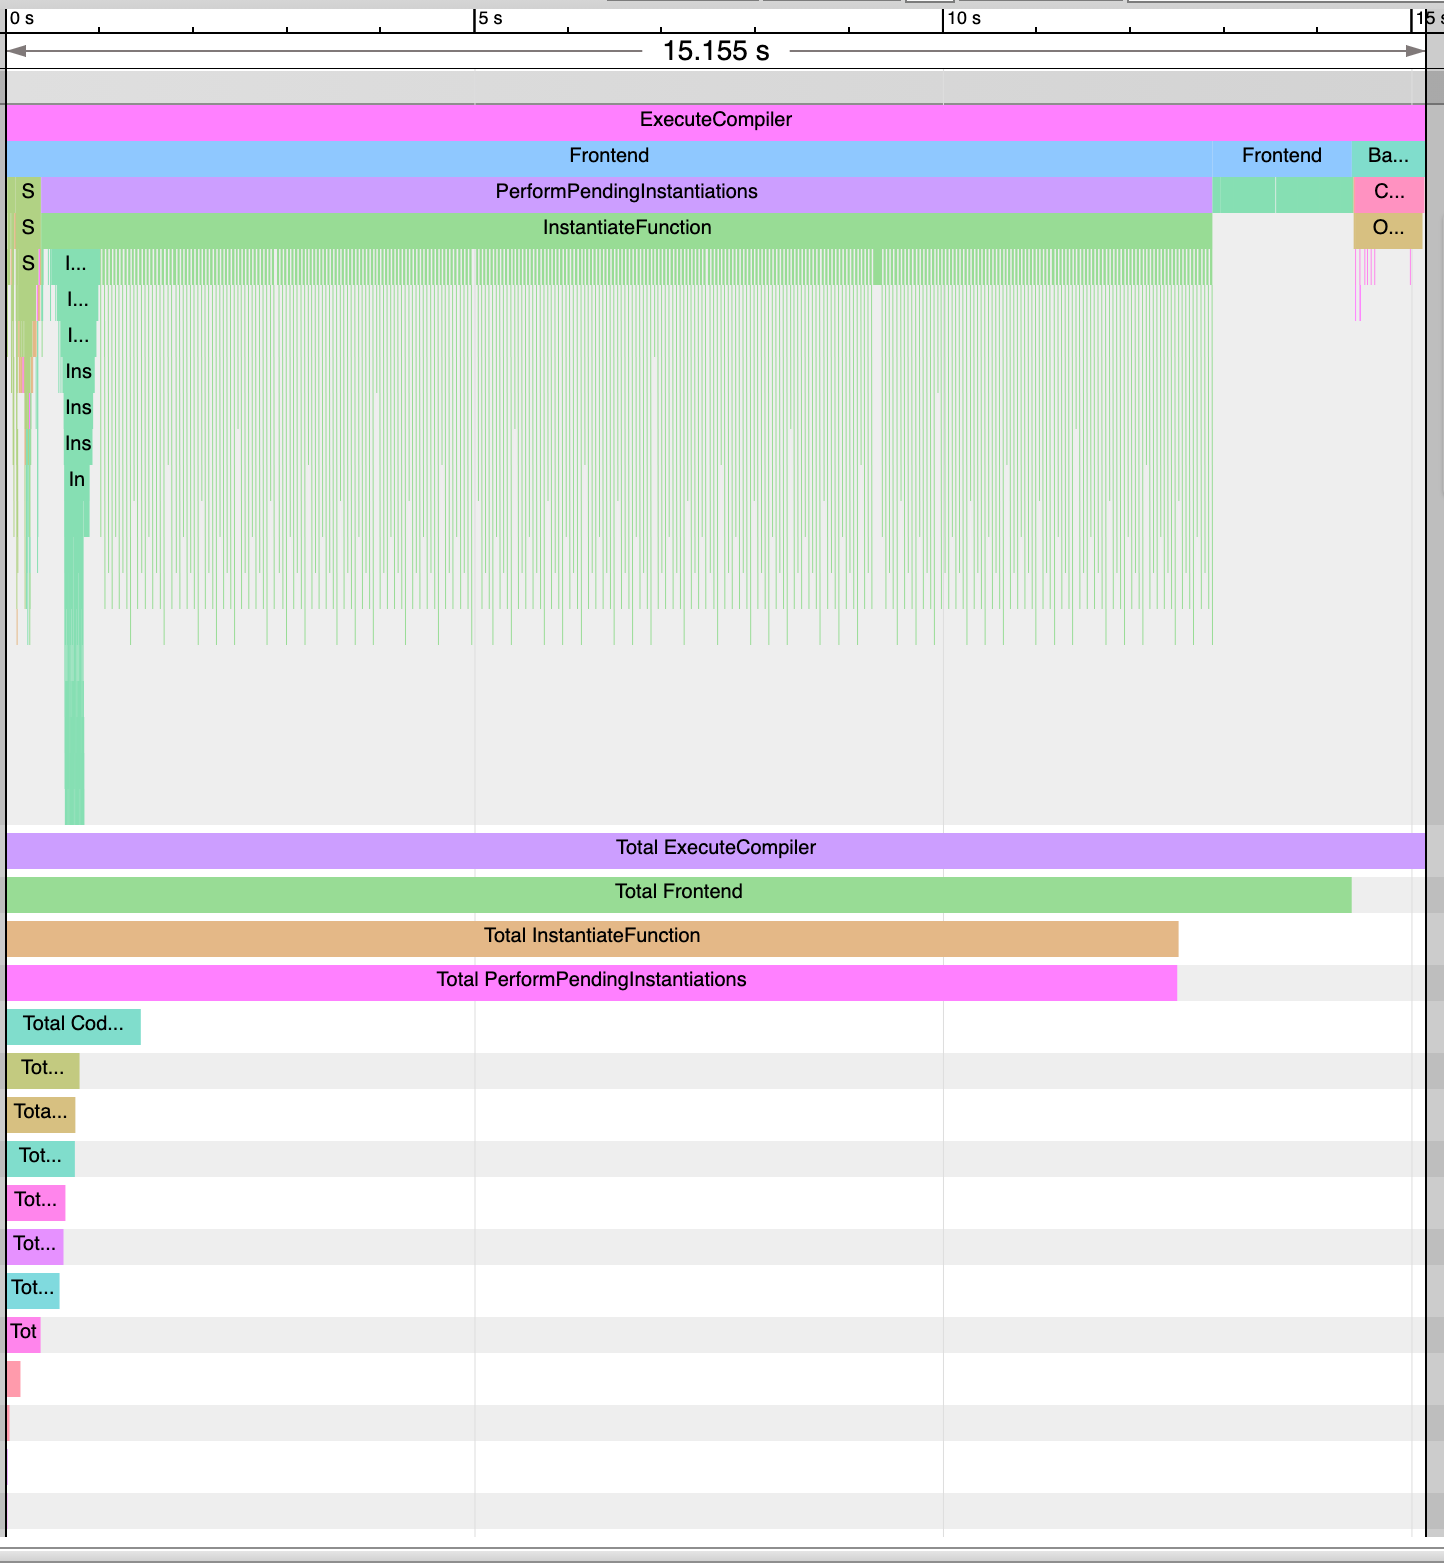 0 s 5 s 10 s 15 s
15.155 s
ExecuteCompiler
Frontend Frontend Ba...
S PerformPendingInstantiations C...
S InstantiateFunction O...
S I...
I...
I...
Ins
Ins
Ins
In
Total ExecuteCompiler
Total Frontend
Total InstantiateFunction
Total PerformPendingInstantiations
Total Cod...
Tot...
Tota...
Tot...
Tot...
Tot...
Tot...
Tot